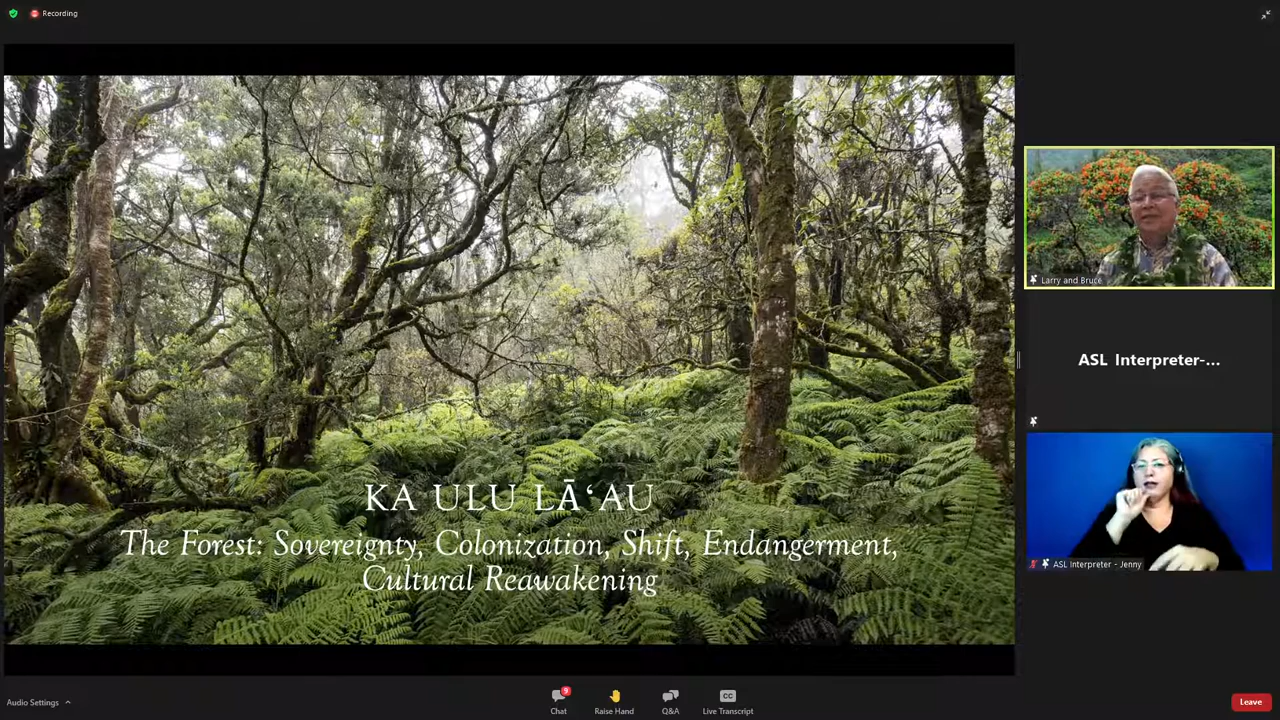 Recording
KA ULU LĀʻAU
The Forest: Sovereignty, Colonization, Shift, Endangerment,
Cultural Reawakening
Larry and Bruce
ASL Interpreter-...
ASL Interpreter - Jenny
Audio Settings
9
Chat
Raise Hand
Q&A
CC
Live Transcript
Leave